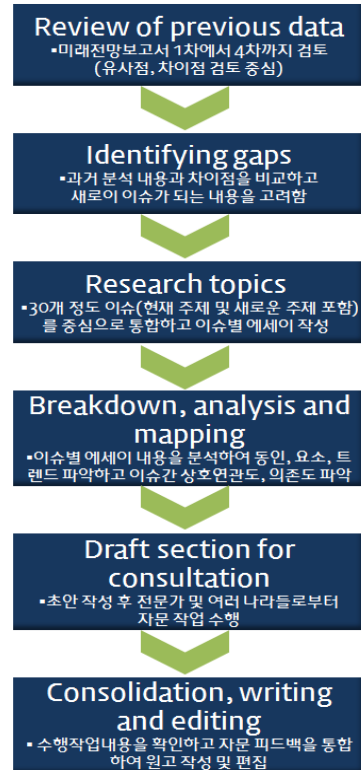 Review of previous data
▪미래전망보고서 1차에서 4차까지 검토
(유사점, 차이점 검토 중심)
Identifying gaps
▪과거 분석 내용과 차이점을 비교하고
새로이 이슈가 되는 내용을 고려함
Research topics
▪30개 정도 이슈(현재 주제 및 새로운 주제 포함)
를 중심으로 통합하고 이슈별 에세이 작성
Breakdown, analysis and
mapping
▪이슈별 에세이 내용을 분석하여 동인, 요소, 트
렌드 파악하고 이슈간 상호연관도, 의존도 파악
Draft section for
consultation
▪초안 작성 후 전문가 및 여러 나라들로부터
자문 작업 수행
Consolidation, writing
and editing
▪ 수행작업내용을 확인하고 자문 피드백을 통합
하여 원고 작성 및 편집